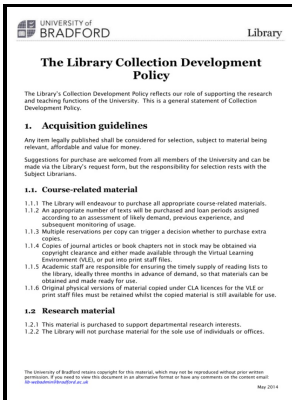 UNIVERSITY of
BRADFORD
Library
The Library Collection Development
Policy
The Library's Collection Development Policy reflects our role of supporting the research
and teaching functions of the University. This is a general statement of Collection
Development Policy.
1. Acquisition guidelines
Any item legally published shall be considered for selection, subject to material being
relevant, affordable and value for money.
Suggestions for purchase are welcomed from all members of the University and can be
made via the Library's request form, but the responsibility for selection rests with the
Subject Librarians.
1.1. Course-related material
1.1.1 The Library will endeavour to purchase all appropriate course-related materials.
1.1.2 An appropriate number of texts will be purchased and loan periods assigned
according to an assessment of likely demand, previous experience, and
subsequent monitoring of usage.
1.1.3 Multiple reservations per copy can trigger a decision whether to purchase extra
copies.
1.1.4 Copies of journal articles or book chapters not in stock may be obtained via
copyright clearance and either made available through the Virtual Learning
Environment (VLE), or put into print staff files.
1.1.5 Academic staff are responsible for ensuring the timely supply of reading lists to
the library, ideally three months in advance of demand, so that materials can be
obtained and made ready for use.
1.1.6 Original physical versions of material copied under CLA licences for the VLE or
print staff files must be retained whilst the copied material is still available for use.
1.2 Research material
1.2.1 This material is purchased to support departmental research interests.
1.2.2 The Library will not purchase material for the sole use of individuals or offices.
The University of Bradford retains copyright for this material, which may not be reproduced without prior written
permission. If you need to view this document in an alternative format or have any comments on the content email
lib-webadmin@bradford.ac.uk
May 2014